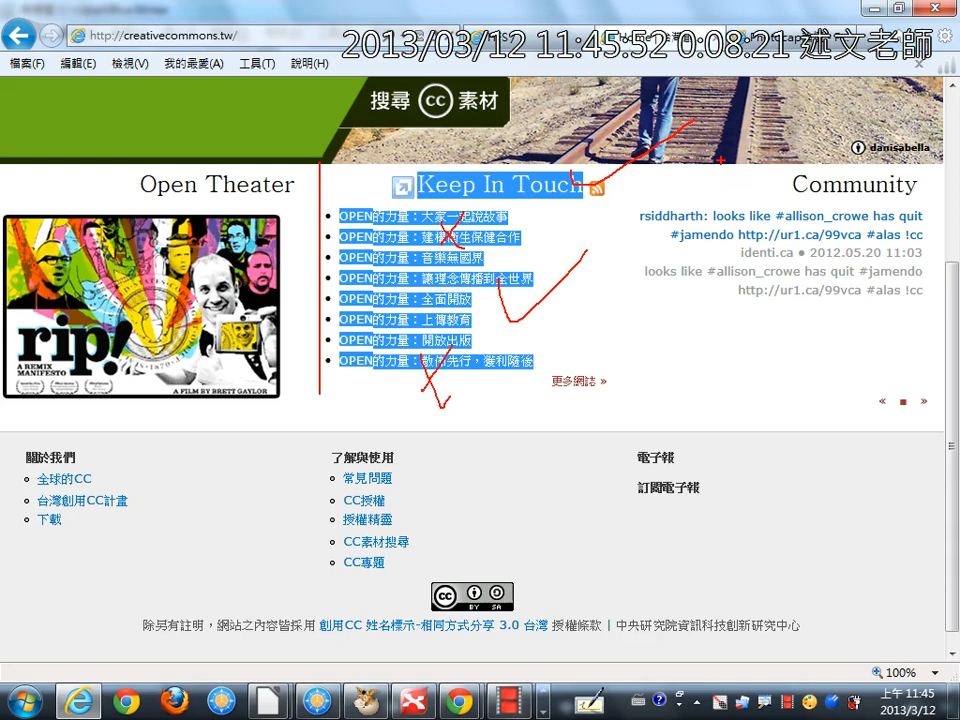 http://creativecommons.tw/
2013/03/12 11:45.52 0:08.21 述文老師
檔案(F) 編輯(E) 檢視(V) 我的最愛(A) 工具(T) 說明(H)
搜尋 cc 素材
danisabella
Open Theater
Keep In Touch
Community
OPEN的力量：大家一起說故事
OPEN的力量：建構衛生保健合作
OPEN的力量：音樂無國界
OPEN的力量：讓理念傳播到全世界
OPEN的力量：全面開放
OPEN的力量：上傳教育
OPEN的力量：開放出版
OPEN的力量：散佈先行，獲利隨後
更多網誌 »
rsiddharth: looks like #allison_crowe has quit
#jamendo http://ur1.ca/99vca #alas !cc
identi.ca ● 2012.05.20 11:03
looks like #allison_crowe has quit #jamendo
http://ur1.ca/99vca #alas !cc
« ■ »
rip!
A REMIX
MANIFESTO
A FILM BY BRETT GAYLOR
關於我們
全球的CC
台灣創用CC計畫
下載
了解與使用
常見問題
CC授權
授權精靈
CC素材搜尋
CC專題
電子報
訂閱電子報
cc BY SA
除另有註明，網站之內容皆採用 創用CC 姓名標示-相同方式分享 3.0 台灣 授權條款 | 中央研究院資訊科技創新研究中心
100%
上午 11:45
2013/3/12